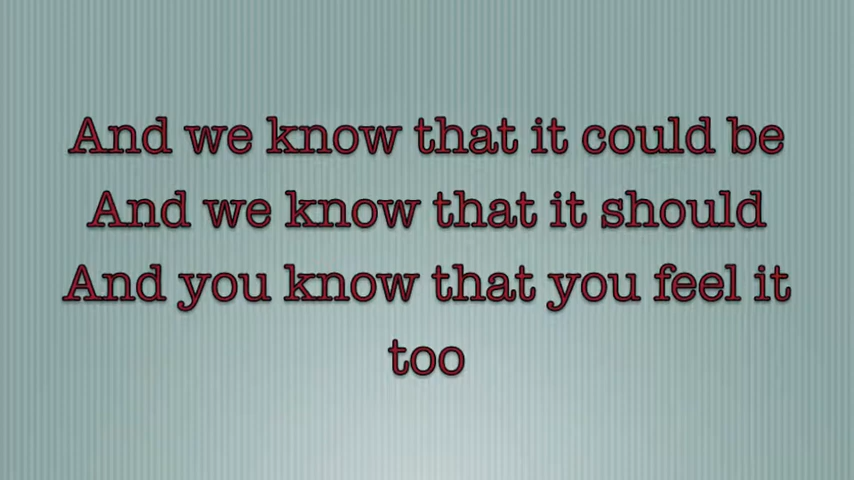 And we know that it could be
And we know that it should
And you know that you feel it
too